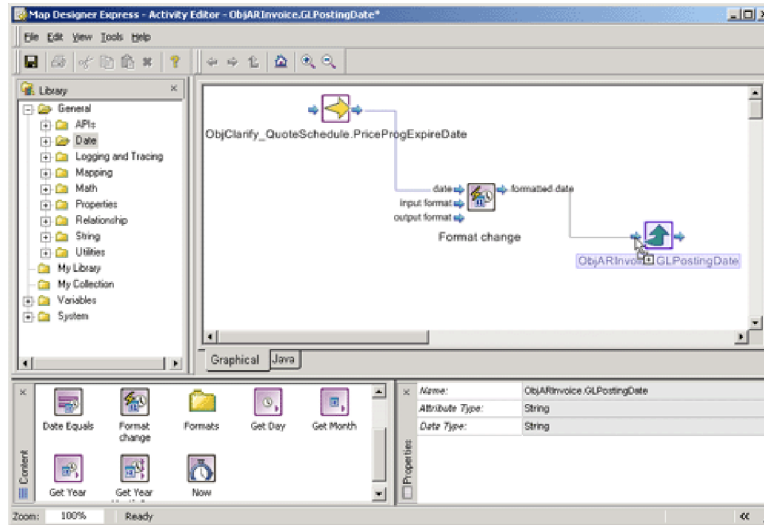 Map Designer Express - Activity Editor - ObjARInvoice.GLPostingDate*
File Edit View Tools Help
Library
General
APIs
Date
Logging and Tracing
Mapping
Math
Properties
Relationship
String
Utilities
My Library
My Collection
Variables
System
ObjClarify_QuoteSchedule.PriceProgExpireDate
date
formatted date
input format
output format
Format change
ObjARInvoice.GLPostingDate
Graphical Java
Date Equals
Format change
Formats
Get Day
Get Month
Get Year
Get Year
Now
Content
Properties
Name: ObjARInvoice.GLPostingDate
Attribute Type: String
Data Type: String
Zoom: 100% Ready